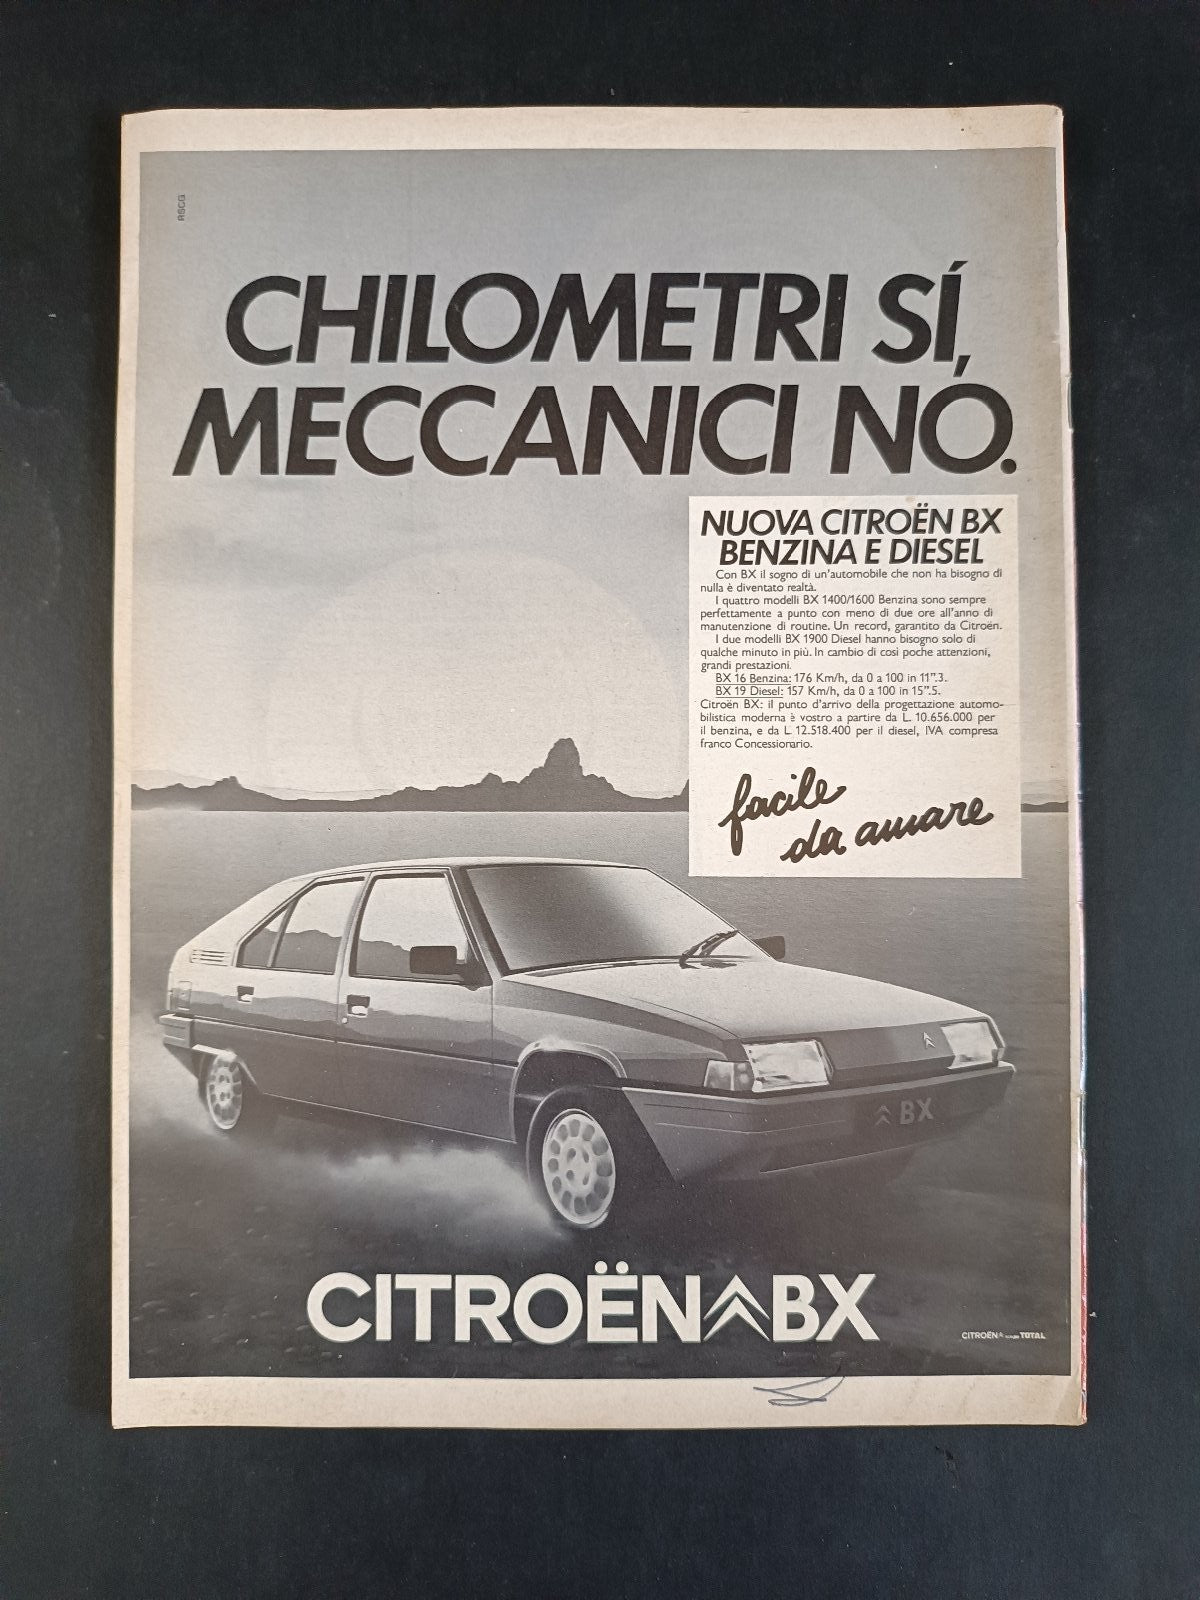 RSCG
CHILOMETRI SÍ,
MECCANICI NO.
NUOVA CITROËN BX
BENZINA E DIESEL
Con BX il sogno di un'automobile che non ha bisogno di
nulla è diventato realtà.
I quattro modelli BX 1400/1600 Benzina sono sempre
perfettamente a punto con meno di due ore all'anno di
manutenzione di routine. Un record, garantito da Citroën.
I due modelli BX 1900 Diesel hanno bisogno solo di
qualche minuto in più. In cambio di così poche attenzioni,
grandi prestazioni.
BX 16 Benzina: 176 Km/h, da 0 a 100 in 11".3.
BX 19 Diesel: 157 Km/h, da 0 a 100 in 15".5.
Citroën BX: il punto d'arrivo della progettazione automo-
bilistica moderna è vostro a partire da L. 10.656.000 per
il benzina, e da L. 12.518.400 per il diesel, IVA compresa
franco Concessionario.
facile
da amare
BX
CITROËN BX
CITROËN TOTAL